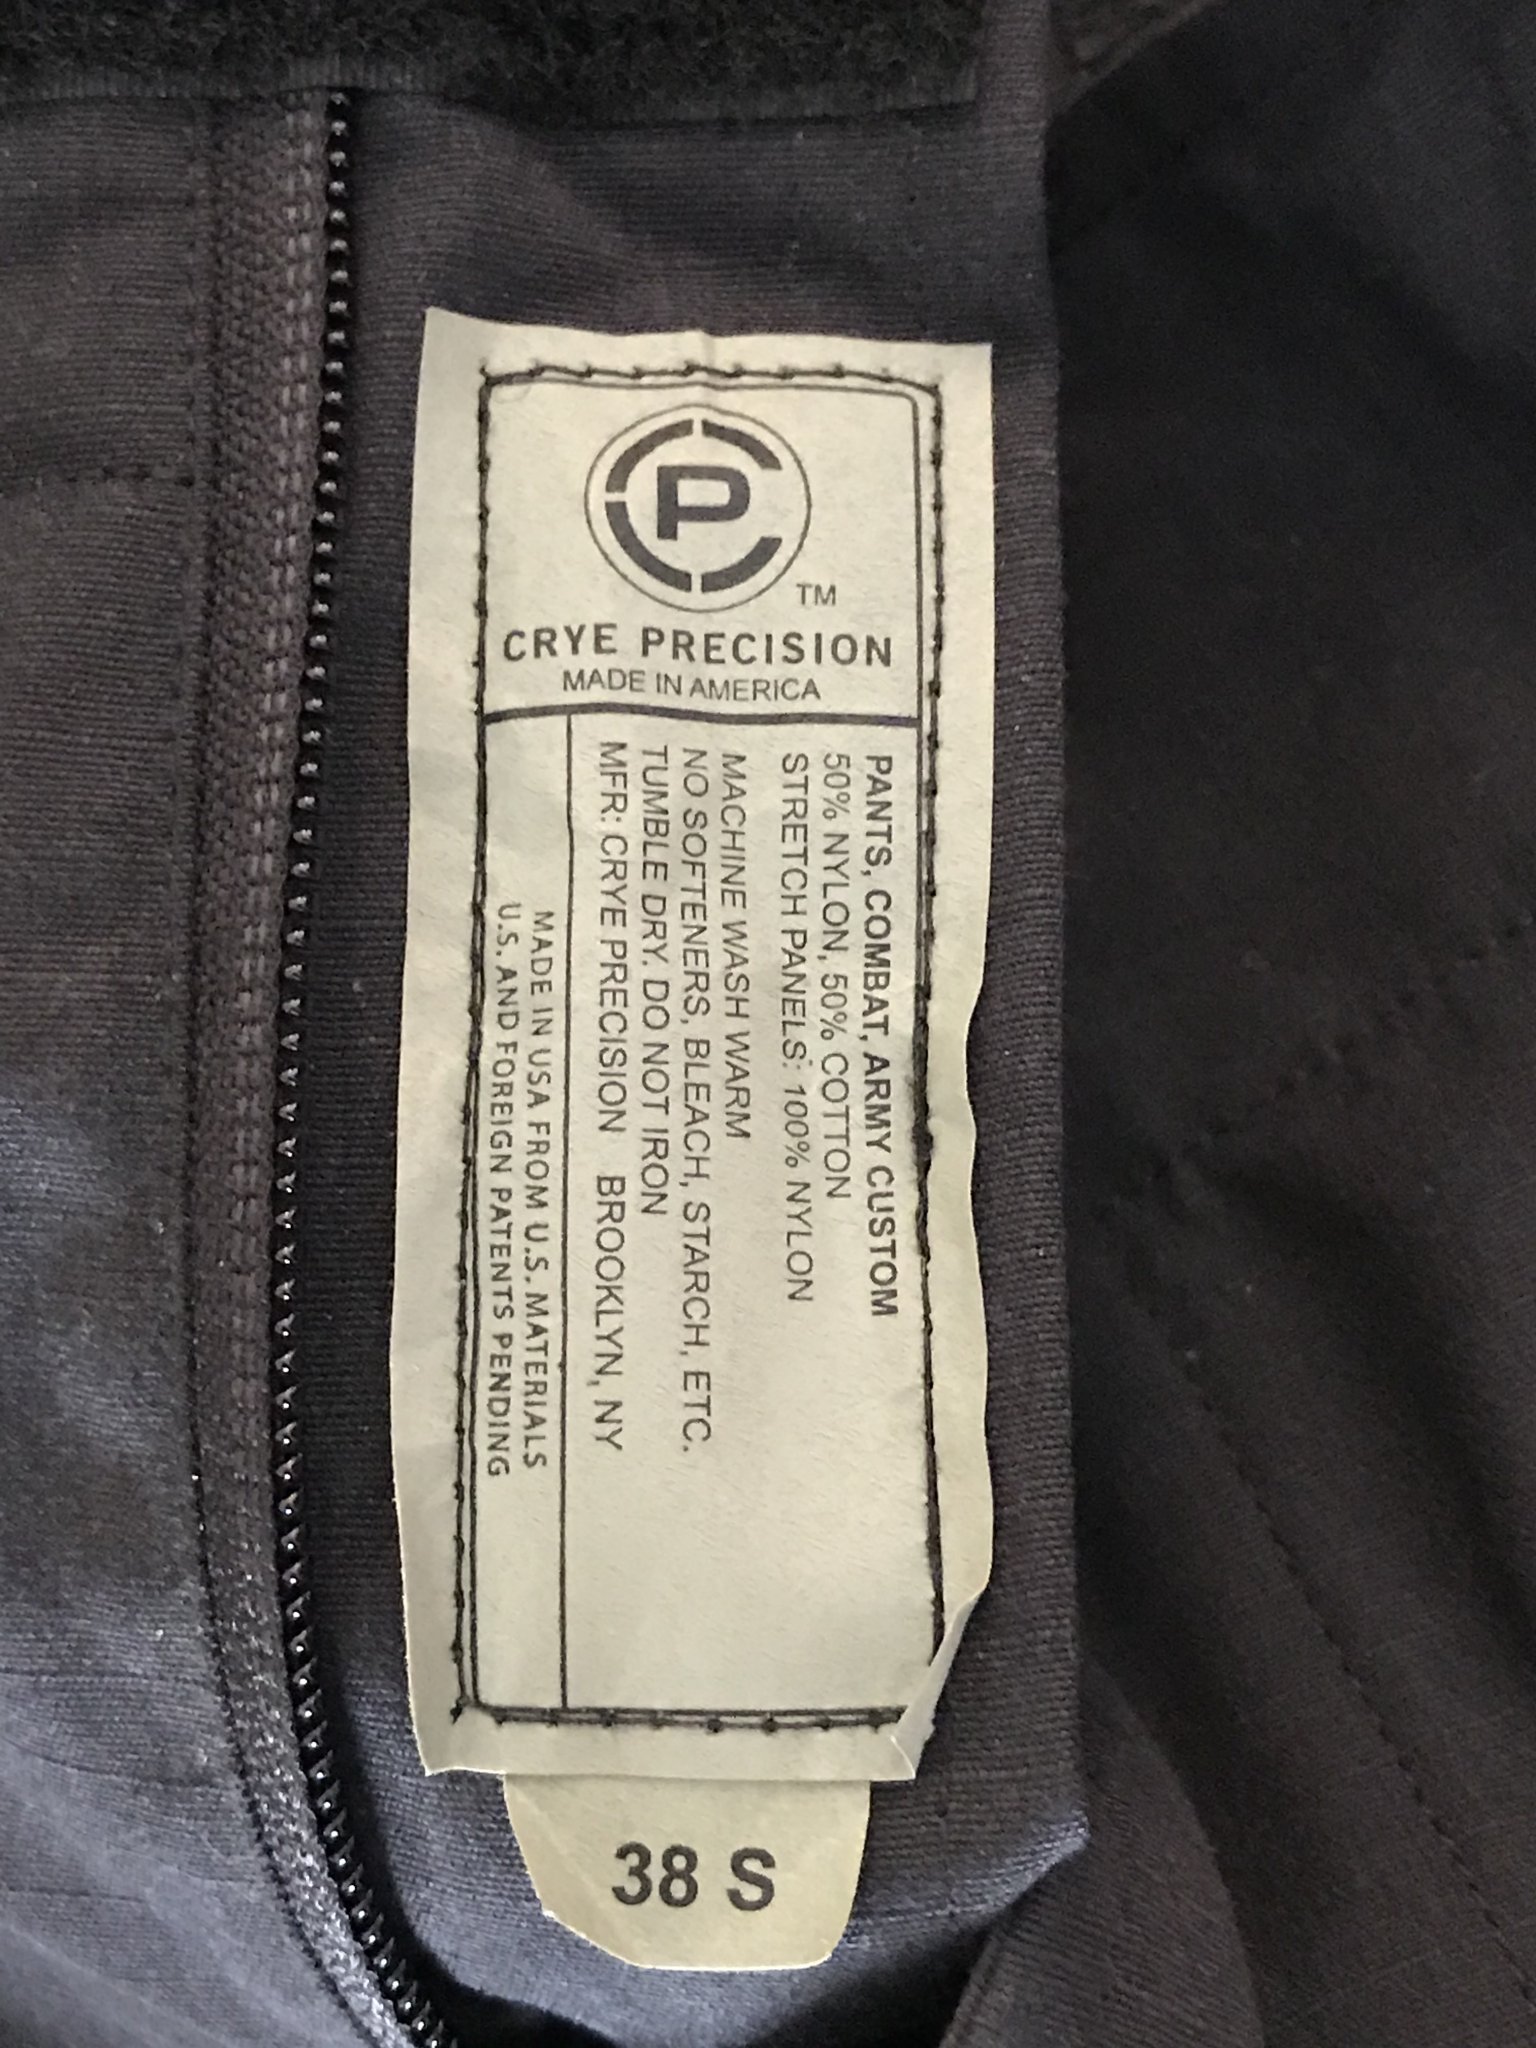 P
TM
CRYE PRECISION
MADE IN AMERICA
PANTS, COMBAT, ARMY CUSTOM
50% NYLON, 50% COTTON
STRETCH PANELS: 100% NYLON
MACHINE WASH WARM
NO SOFTENERS, BLEACH, STARCH, ETC.
TUMBLE DRY. DO NOT IRON
MFR: CRYE PRECISION BROOKLYN, NY
MADE IN USA FROM U.S. MATERIALS
U.S. AND FOREIGN PATENTS PENDING
38 S